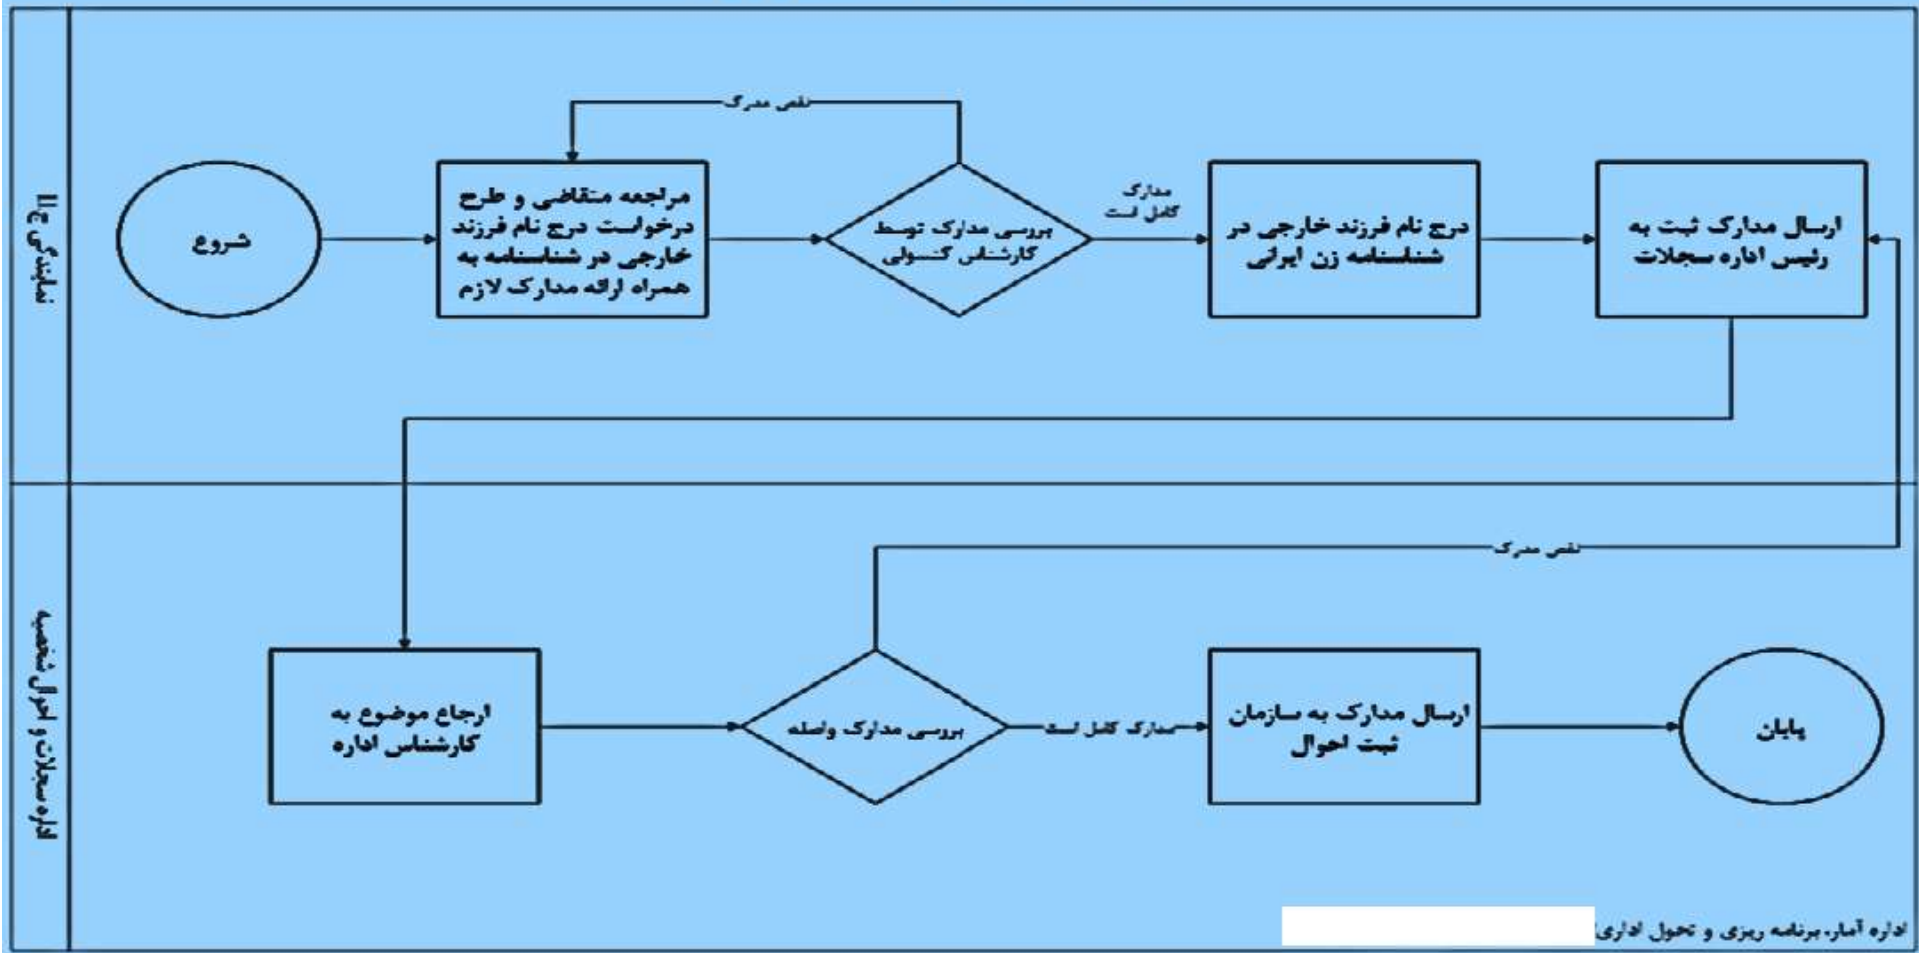 نمایندگی ج.ا.ا
شروع
مراجعه متقاضی و طرح
درخواست درج نام فرزند
خارجی در شناسنامه به
همراه ارائه مدارک لازم
نقص مدرک
بررسی مدارک توسط
کارشناس کنسولی
مدارک
کامل است
درج نام فرزند خارجی در
شناسنامه زن ایرانی
ارسال مدارک ثبت به
رئیس اداره سجلات
اداره سجلات و احوال شخصیه
ارجاع موضوع به
کارشناس اداره
بررسی مدارک واصله
نقص مدرک
مدارک کامل است
ارسال مدارک به سازمان
ثبت احوال
پایان
اداره آمار، برنامه ریزی و تحول اداری